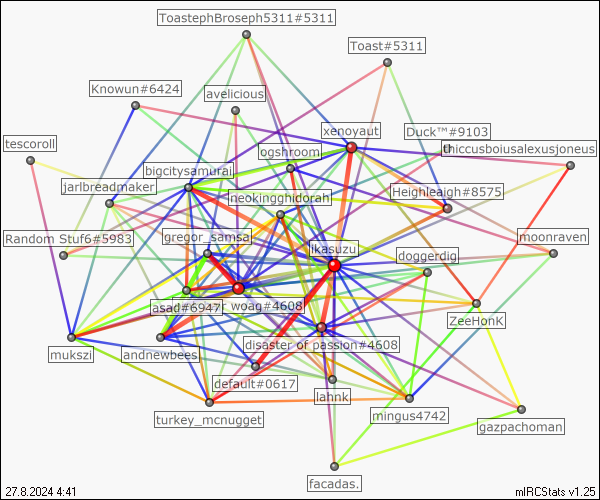 ToastephBroseph5311#5311
Toast#5311
Knowun#6424
avelicious
xenoyaut
Duck™#9103
tescoroll
ogshroom
thiccusboiusalexusjoneus
bigcitysamurai
jarlbreadmaker
neokingghidorah
Heighleaigh#8575
Random Stuf6#5983
gregor_samsa
likasuzu
doggerdig
moonraven
asad#6947
r woag#4608
ZeeHonK
mukszi
andnewbees
disaster of passion#4608
default#0617
lahnk
turkey_mcnugget
mingus4742
gazpachoman
facadas.
27.8.2024 4:41
mIRCStats v1.25